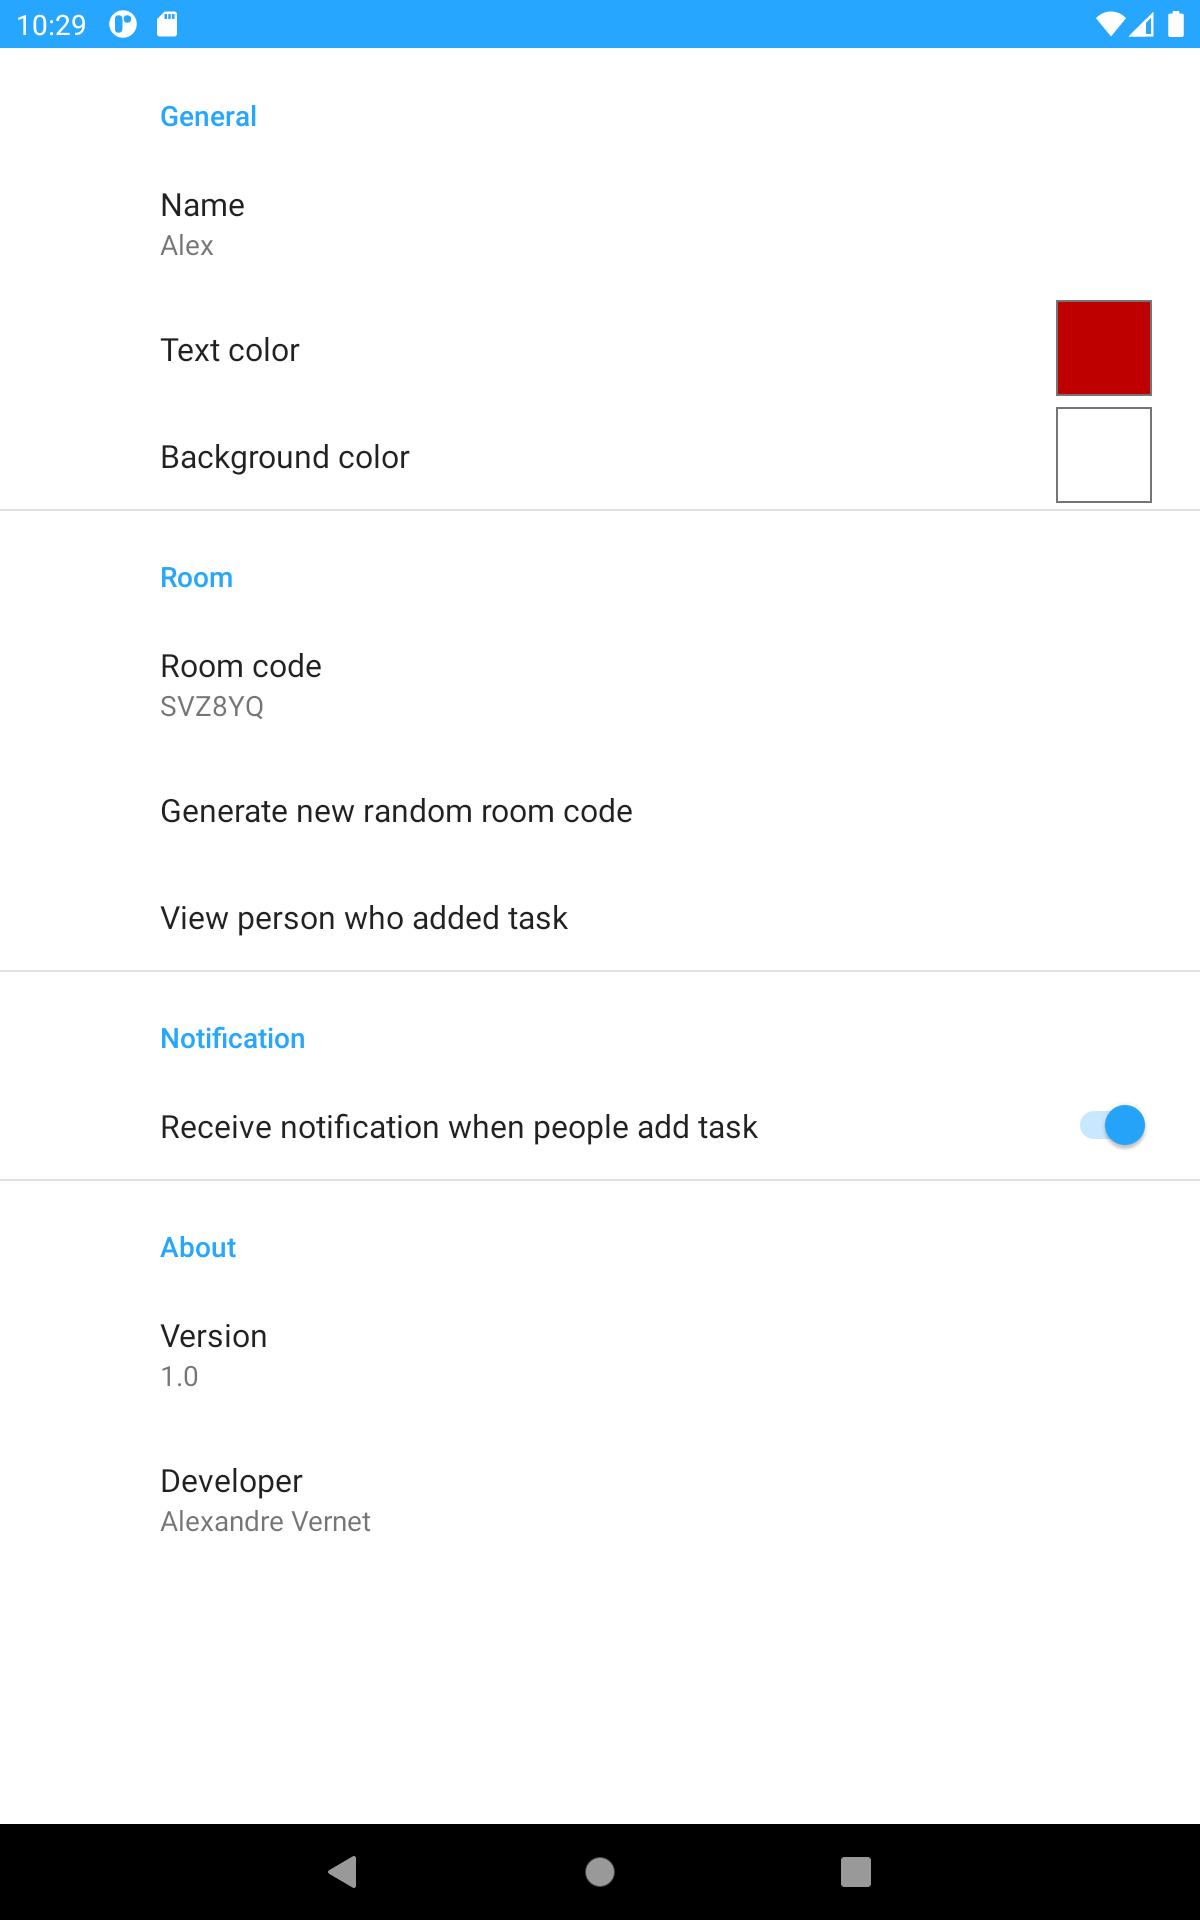 10:29
General
Name
Alex
Text color
Background color
Room
Room code
SVZ8YQ
Generate new random room code
View person who added task
Notification
Receive notification when people add task
About
Version
1.0
Developer
Alexandre Vernet